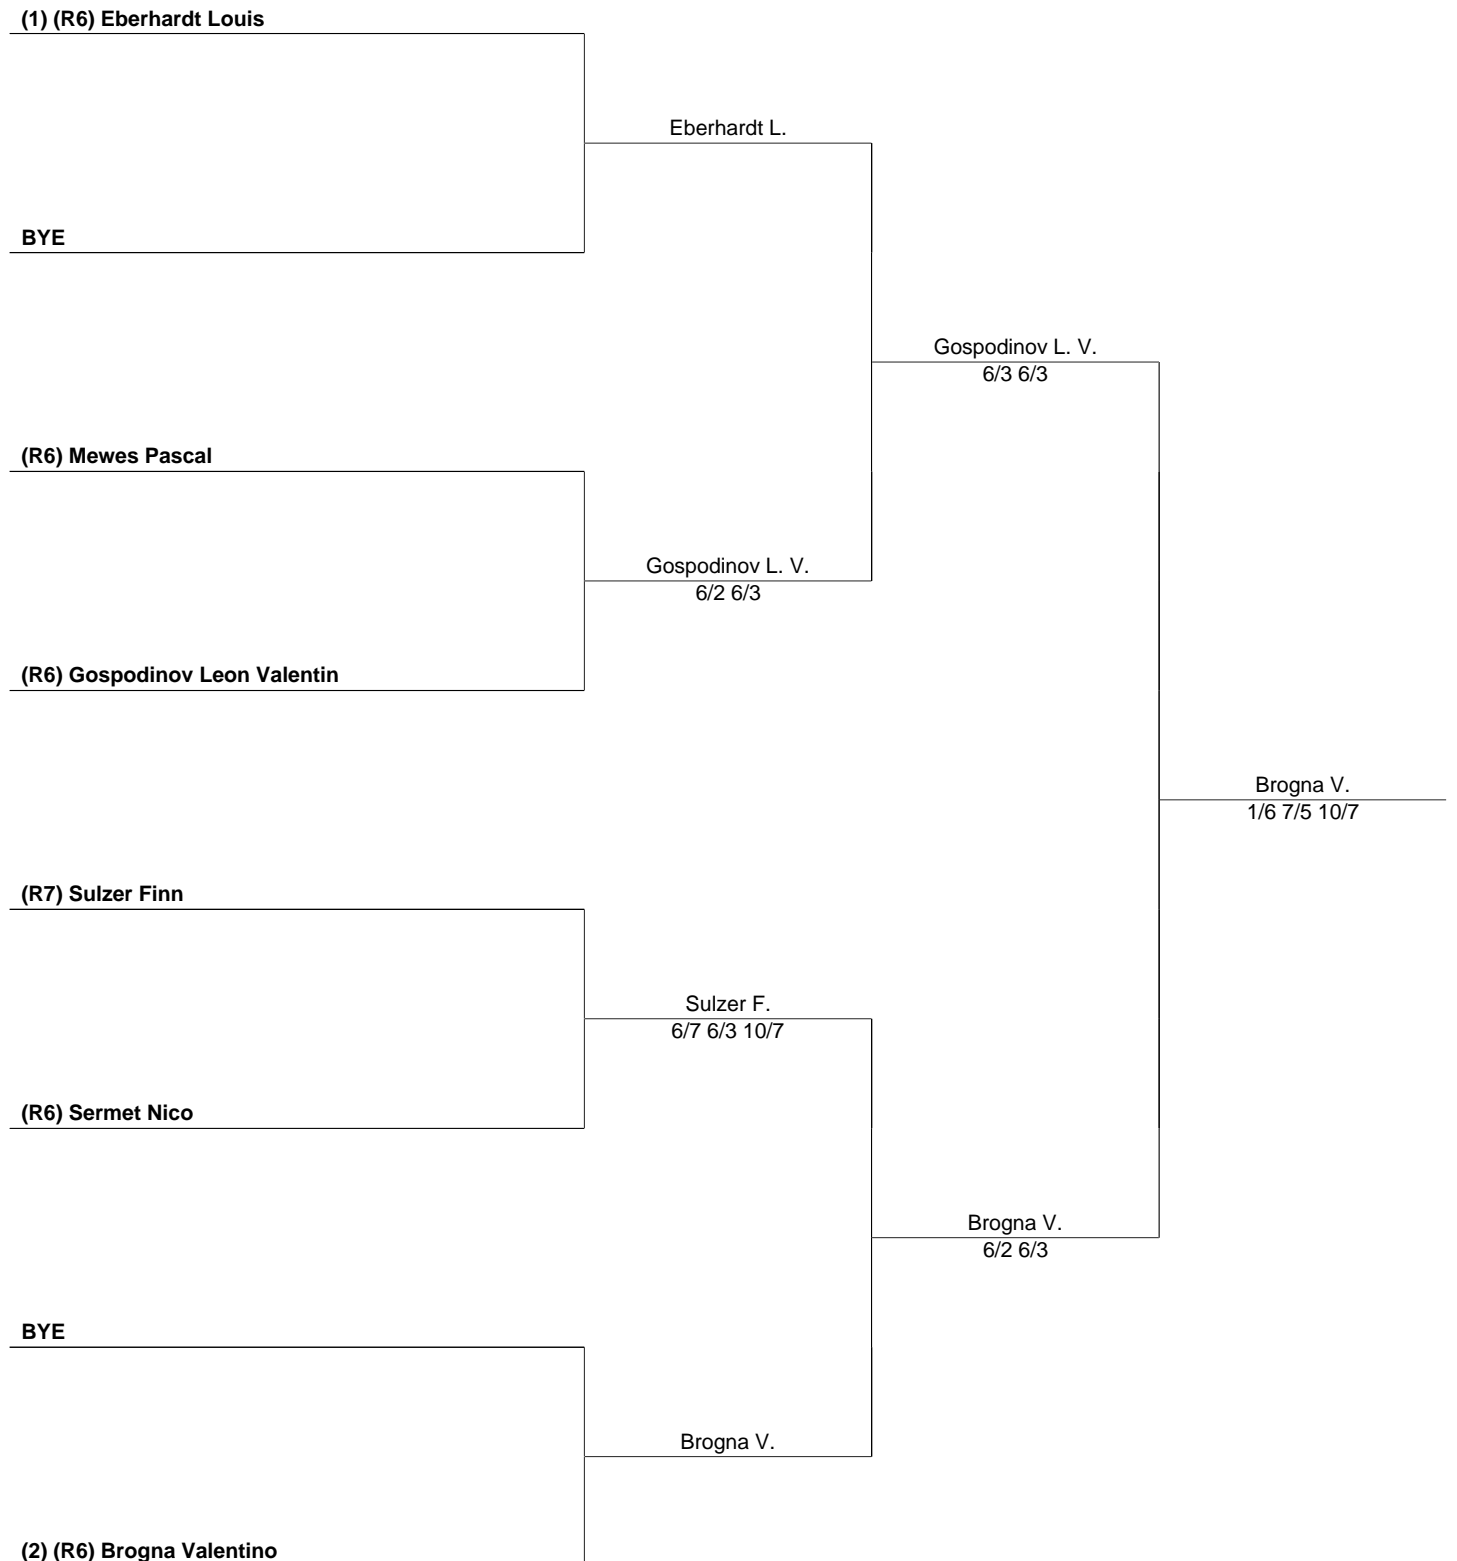 (1) (R6) Eberhardt Louis
Eberhardt L.
BYE
Gospodinov L. V.
6/3 6/3
(R6) Mewes Pascal
Gospodinov L. V.
6/2 6/3
(R6) Gospodinov Leon Valentin
Brogna V.
1/6 7/5 10/7
(R7) Sulzer Finn
Sulzer F.
6/7 6/3 10/7
(R6) Sermet Nico
Brogna V.
6/2 6/3
BYE
Brogna V.
(2) (R6) Brogna Valentino